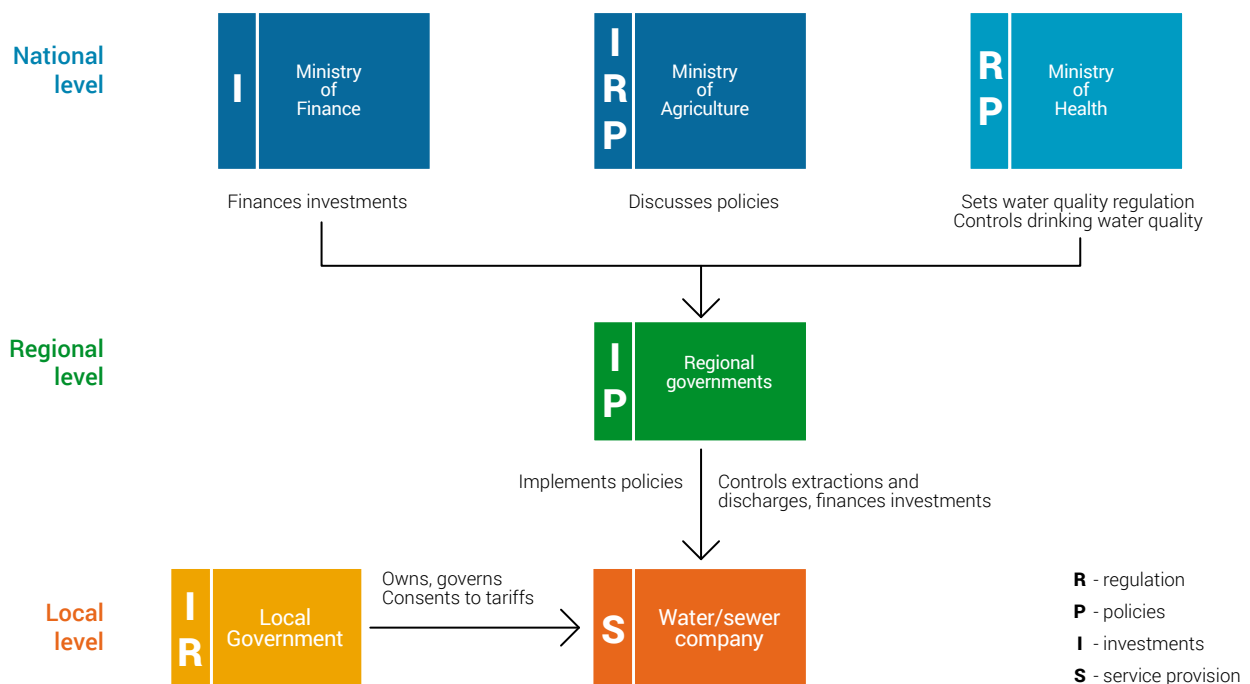 National
level
I
Ministry
of
Finance
I
R
P
Ministry
of
Agriculture
R
P
Ministry
of
Health
Finances investments
Discusses policies
Sets water quality regulation
Controls drinking water quality
Regional
level
I
P
Regional
governments
Implements policies
Controls extractions and
discharges, finances investments
Local
level
I
R
Local
Government
Owns, governs
Consents to tariffs
S
Water/sewer
company
R - regulation
P - policies
I - investments
S - service provision